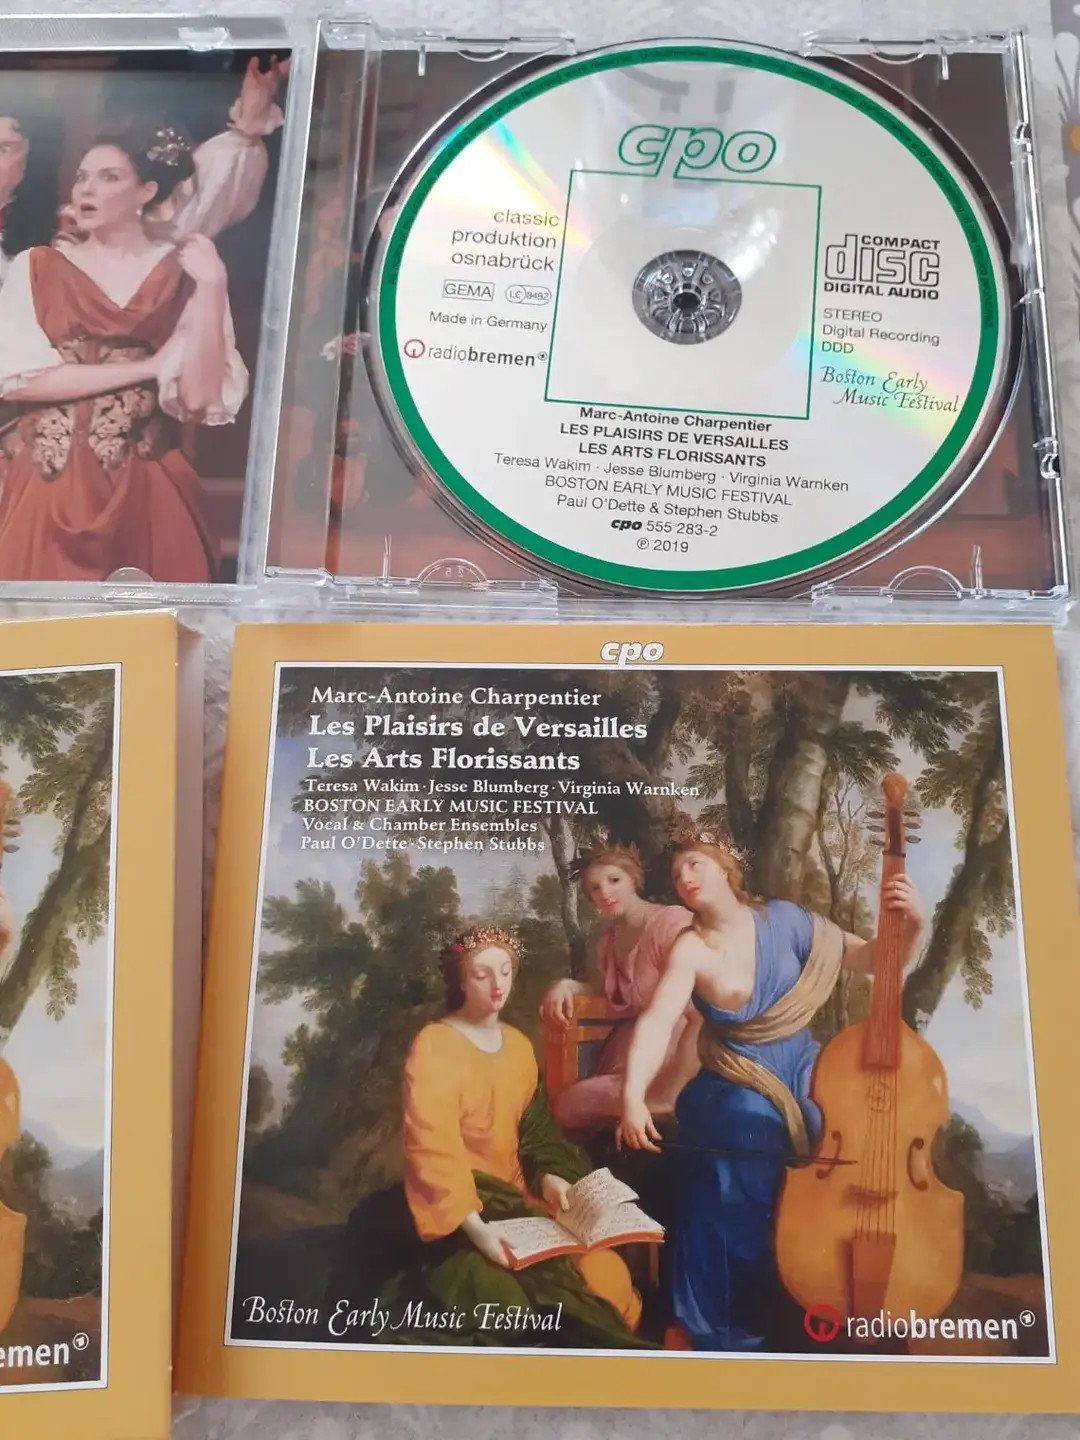 cpo
classic
produktion
osnabrück
GEMA LC 8492
Made in Germany
radiobremen
COMPACT
disc
DIGITAL AUDIO
STEREO
Digital Recording
DDD
Boston Early
Music Festival
Marc-Antoine Charpentier
LES PLAISIRS DE VERSAILLES
LES ARTS FLORISSANTS
Teresa Wakim · Jesse Blumberg · Virginia Warnken
BOSTON EARLY MUSIC FESTIVAL
Paul O'Dette & Stephen Stubbs
cpo 555 283-2
℗ 2019
cpo
Marc-Antoine Charpentier
Les Plaisirs de Versailles
Les Arts Florissants
Teresa Wakim · Jesse Blumberg · Virginia Warnken
BOSTON EARLY MUSIC FESTIVAL
Vocal & Chamber Ensembles
Paul O'Dette · Stephen Stubbs
Boston Early Music Festival
radiobremen
emen